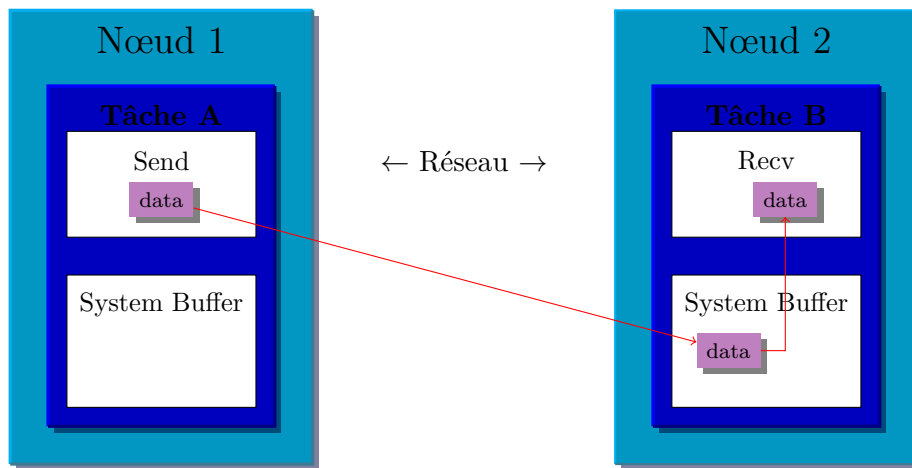 Nœud 1
Tâche A
Send
data
System Buffer
← Réseau →
Nœud 2
Tâche B
Recv
data
System Buffer
data